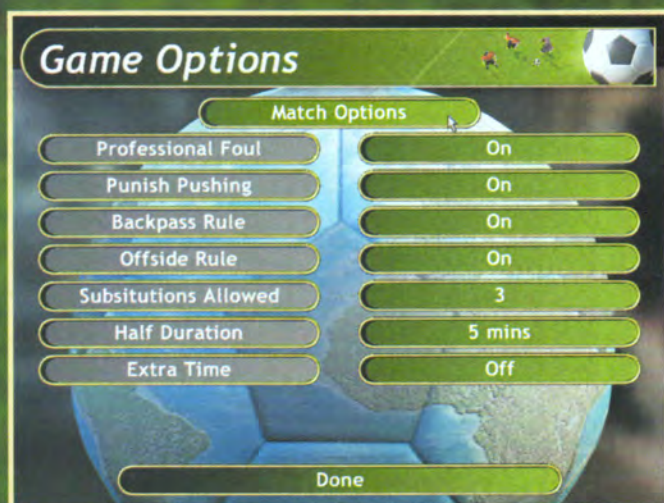 Game Options
Match Options
Professional Foul On
Punish Pushing On
Backpass Rule On
Offside Rule On
Subsitutions Allowed 3
Half Duration 5 mins
Extra Time Off
Done